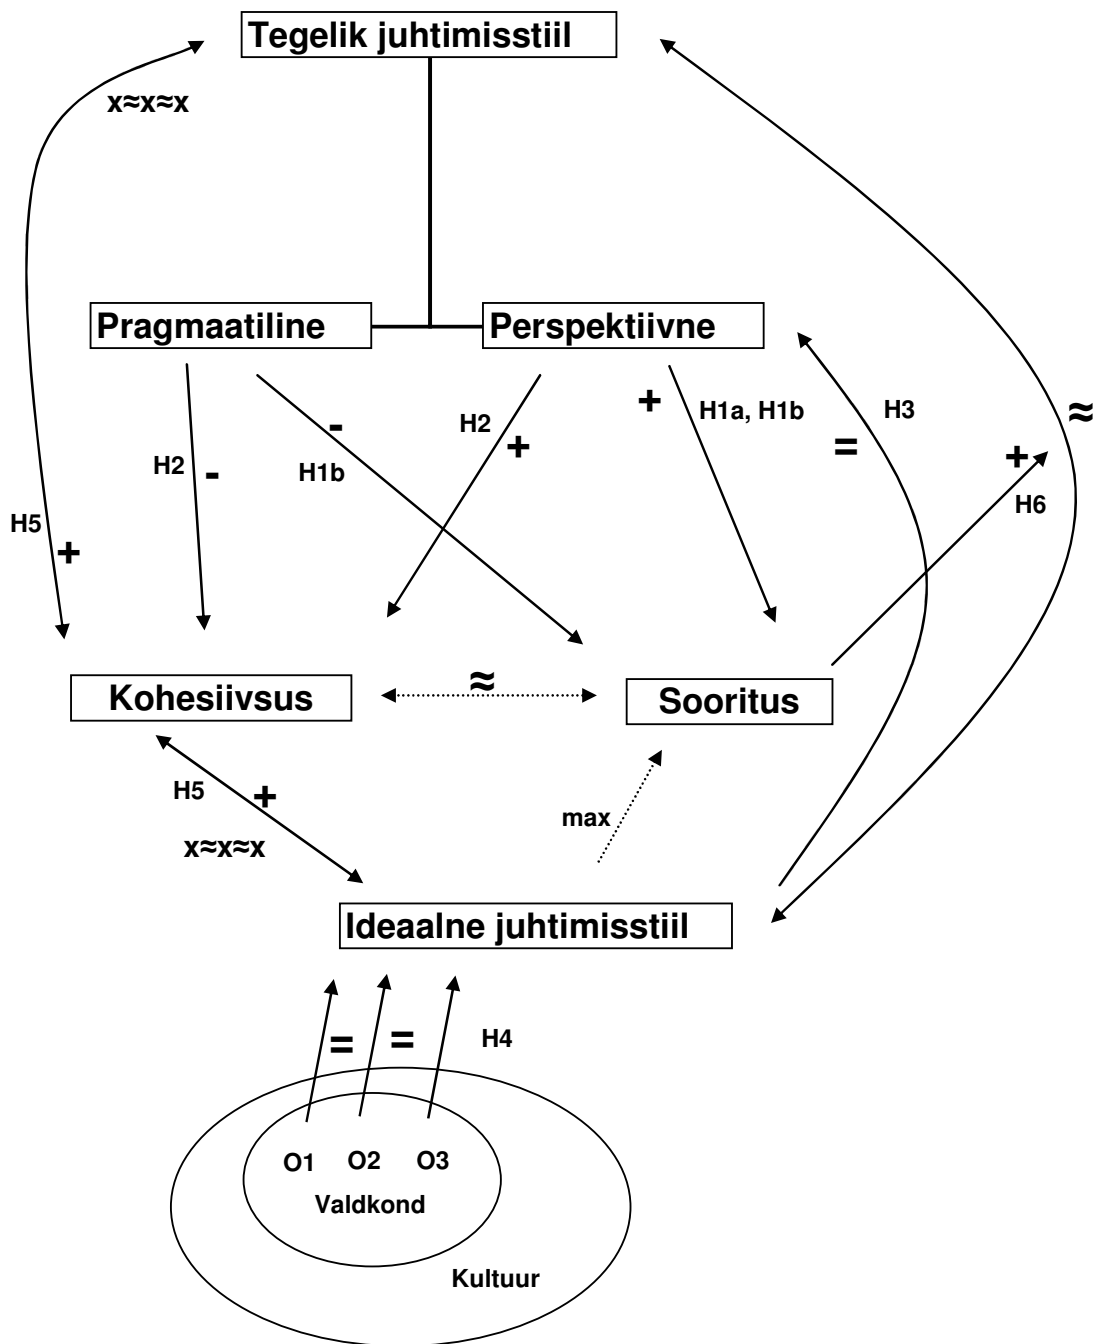 Tegelik juhtimisstiil
x≈x≈x
Pragmaatiline
Perspektiivne
+
H1a, H1b
H3
≈
-
H2
+
=
H2
-
H1b
+
H6
H5
+
Kohesiivsus
≈
Sooritus
H5
+
max
x≈x≈x
Ideaalne juhtimisstiil
=
=
H4
O1
O2
O3
Valdkond
Kultuur